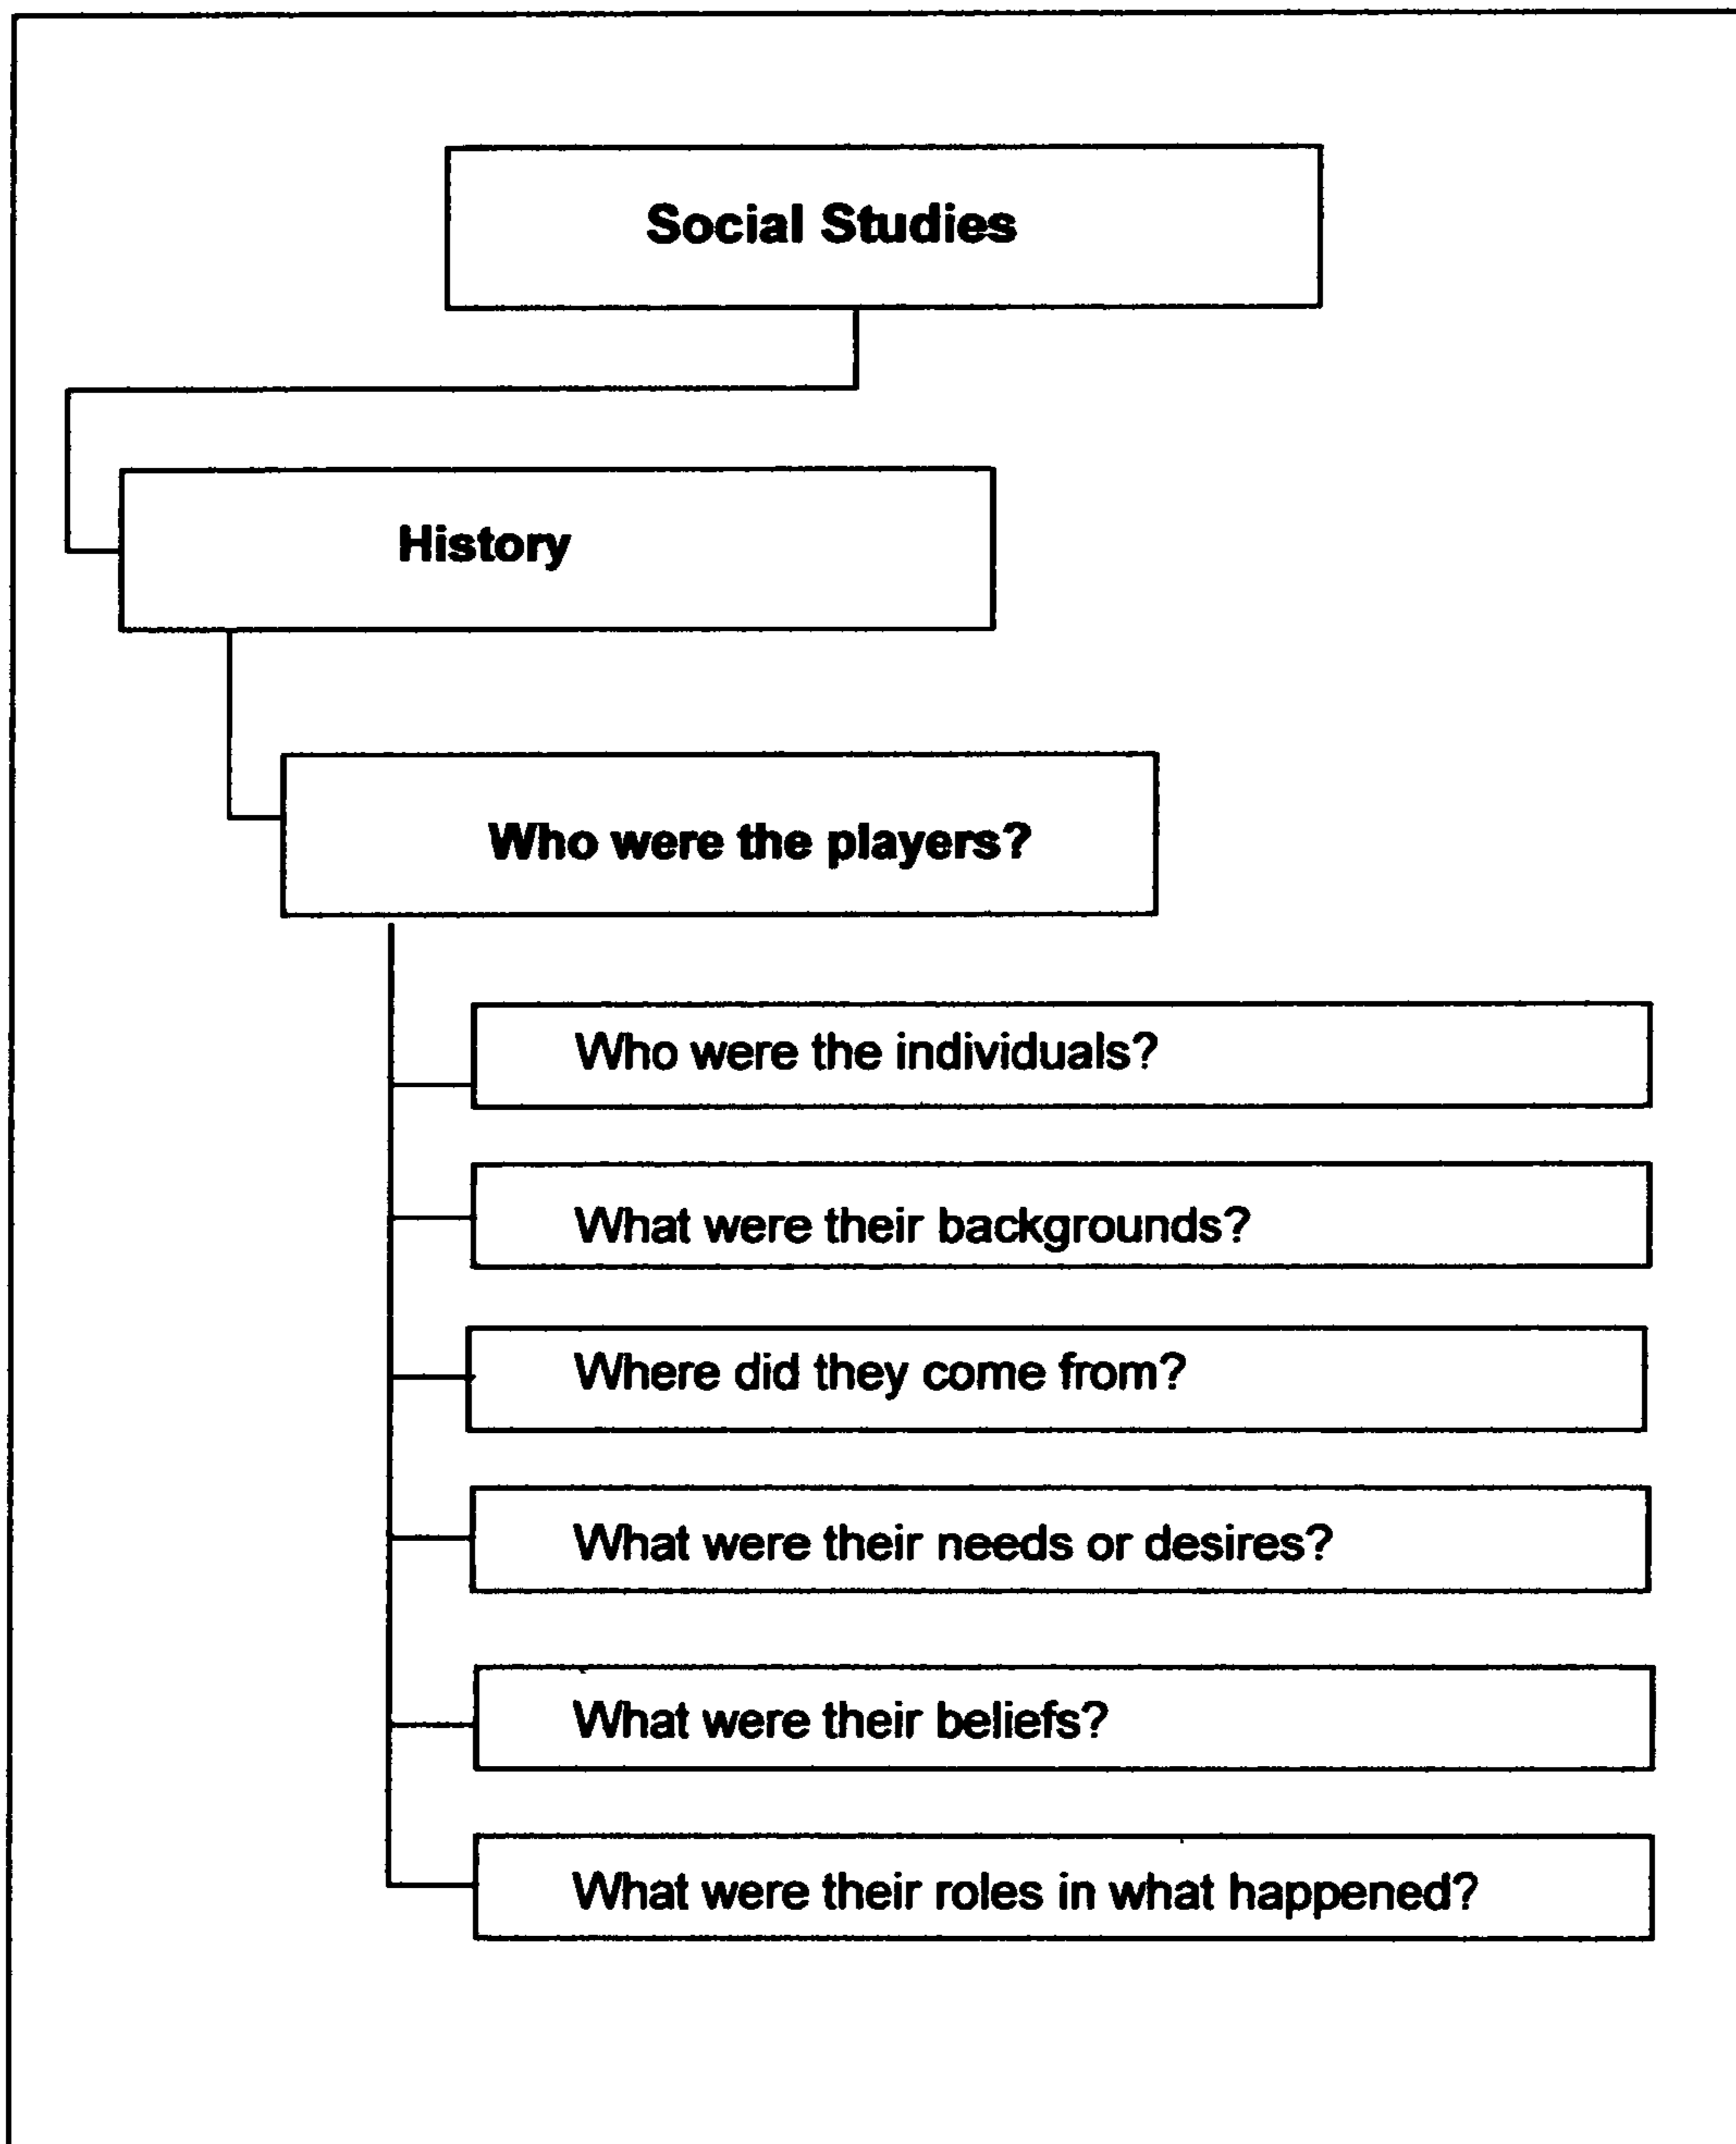 Social Studies
History
Who were the players?
Who were the individuals?
What were their backgrounds?
Where did they come from?
What were their needs or desires?
What were their beliefs?
What were their roles in what happened?